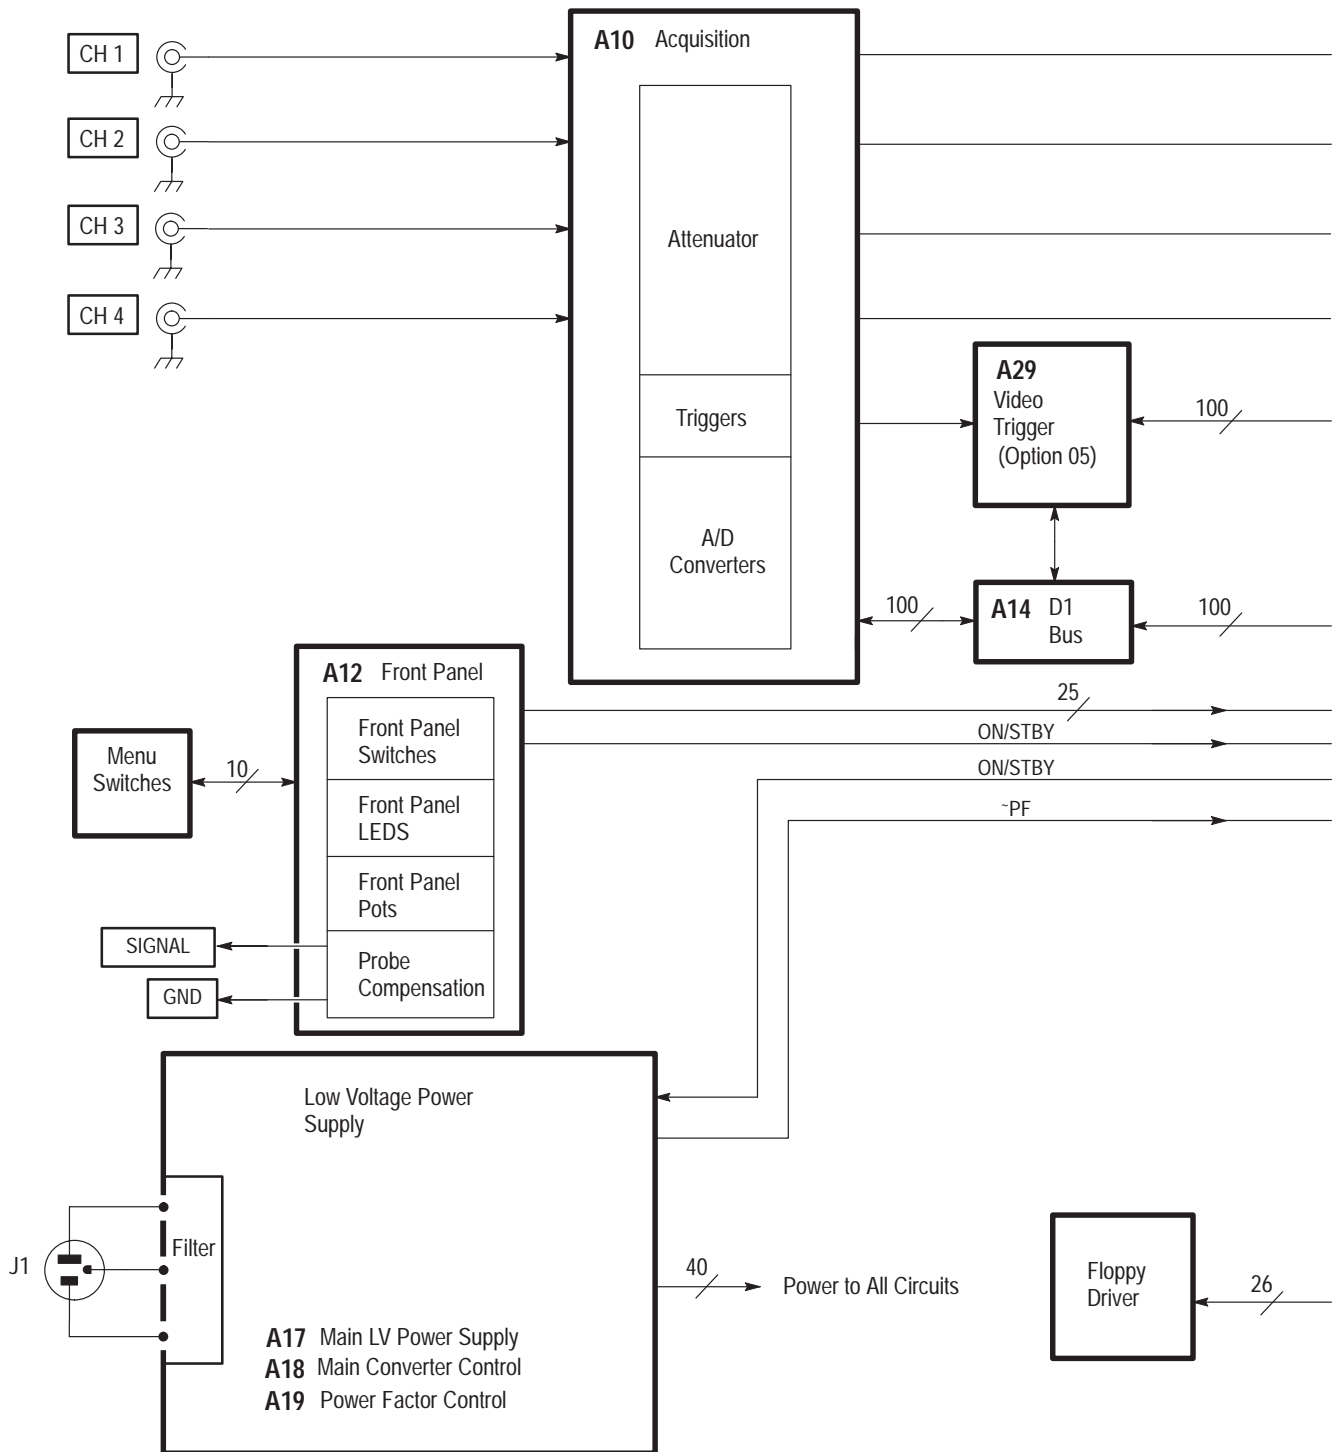 CH 1
CH 2
CH 3
CH 4
A10 Acquisition
Attenuator
Triggers
A/D
Converters
A29
Video
Trigger
(Option 05)
100
100
A14 D1
Bus
100
A12 Front Panel
Front Panel
Switches
Front Panel
LEDS
Front Panel
Pots
Probe
Compensation
Menu
Switches
10
SIGNAL
GND
25
ON/STBY
ON/STBY
~PF
Low Voltage Power
Supply
J1
Filter
A17 Main LV Power Supply
A18 Main Converter Control
A19 Power Factor Control
40
Power to All Circuits
Floppy
Driver
26